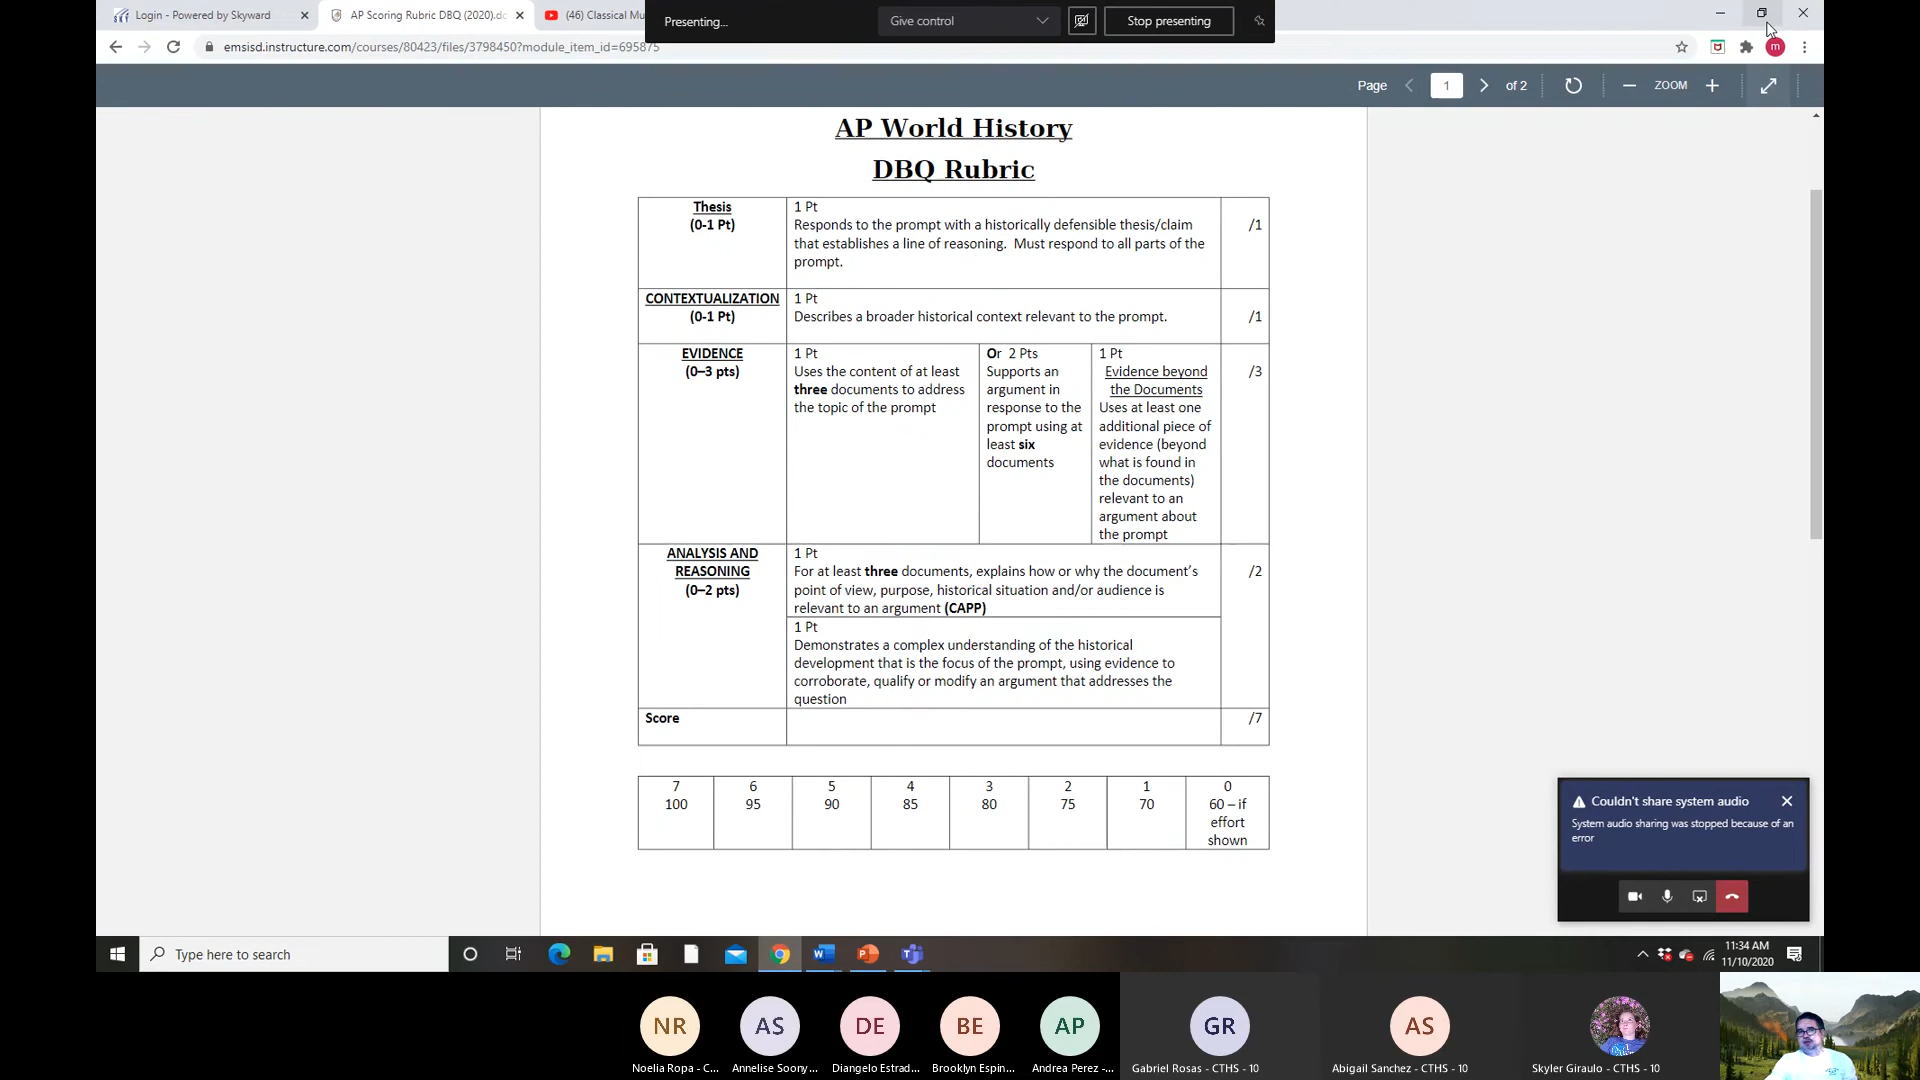 Login - Powered by Skyward
AP Scoring Rubric DBQ (2020).dc
(46) Classical Mu
Presenting...
Give control
Stop presenting
emsisd.instructure.com/courses/80423/files/3798450?module_item_id=695875
m
Page
1
of 2
ZOOM
AP World History
DBQ Rubric
Thesis
(0-1 Pt)
1 Pt
Responds to the prompt with a historically defensible thesis/claim
that establishes a line of reasoning. Must respond to all parts of the
prompt.
/1
CONTEXTUALIZATION
(0-1 Pt)
1 Pt
Describes a broader historical context relevant to the prompt.
/1
EVIDENCE
(0–3 pts)
1 Pt
Uses the content of at least
three documents to address
the topic of the prompt
Or 2 Pts
Supports an
argument in
response to the
prompt using at
least six
documents
1 Pt
Evidence beyond
the Documents
Uses at least one
additional piece of
evidence (beyond
what is found in
the documents)
relevant to an
argument about
the prompt
/3
ANALYSIS AND
REASONING
(0–2 pts)
1 Pt
For at least three documents, explains how or why the document's
point of view, purpose, historical situation and/or audience is
relevant to an argument (CAPP)
1 Pt
Demonstrates a complex understanding of the historical
development that is the focus of the prompt, using evidence to
corroborate, qualify or modify an argument that addresses the
question
/2
Score
/7
7 6 5 4 3 2 1 0
100 95 90 85 80 75 70 60 – if
effort
shown
Couldn't share system audio
System audio sharing was stopped because of an
error
Type here to search
11:34 AM
11/10/2020
NR
AS
DE
BE
AP
GR
AS
Noelia Ropa - C...
Annelise Soony...
Diangelo Estrad...
Brooklyn Espin...
Andrea Perez -...
Gabriel Rosas - CTHS - 10
Abigail Sanchez - CTHS - 10
Skyler Giraulo - CTHS - 10